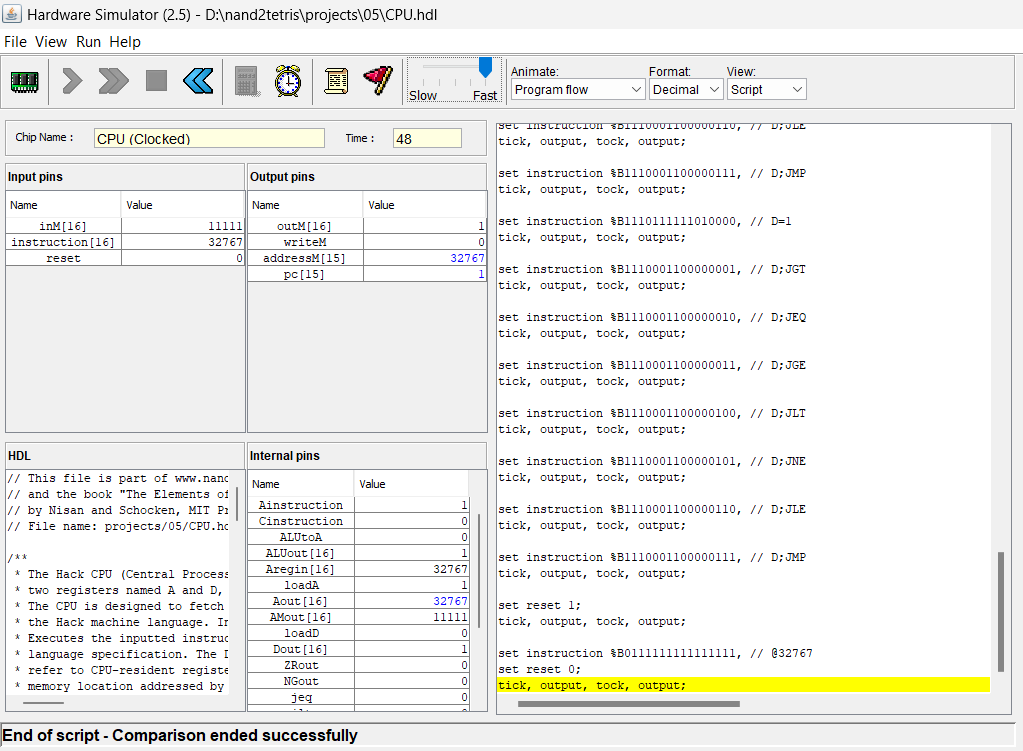 Hardware Simulator (2.5) - D:\nand2tetris\projects\05\CPU.hdl
File View Run Help
Slow Fast
Animate: Format: View:
Program flow Decimal Script
Chip Name : CPU (Clocked) Time : 48
Input pins
Name Value
inM[16] 11111
instruction[16] 32767
reset 0
Output pins
Name Value
outM[16] 1
writeM 0
addressM[15] 32767
pc[15] 1
HDL
// This file is part of www.nand
// and the book "The Elements of
// by Nisan and Schocken, MIT Pr
// File name: projects/05/CPU.hd
/**
* The Hack CPU (Central Process
* two registers named A and D,
* The CPU is designed to fetch
* the Hack machine language. In
* Executes the inputted instruc
* language specification. The D
* refer to CPU-resident registe
* memory location addressed by
Internal pins
Name Value
Ainstruction 1
Cinstruction 0
ALUtoA 0
ALUout[16] 1
Aregin[16] 32767
loadA 1
Aout[16] 32767
AMout[16] 11111
loadD 0
Dout[16] 1
ZRout 0
NGout 0
jeq 0
set instruction %B1110001100000110, // D;JLE
tick, output, tock, output;
set instruction %B1110001100000111, // D;JMP
tick, output, tock, output;
set instruction %B1110111111010000, // D=1
tick, output, tock, output;
set instruction %B1110001100000001, // D;JGT
tick, output, tock, output;
set instruction %B1110001100000010, // D;JEQ
tick, output, tock, output;
set instruction %B1110001100000011, // D;JGE
tick, output, tock, output;
set instruction %B1110001100000100, // D;JLT
tick, output, tock, output;
set instruction %B1110001100000101, // D;JNE
tick, output, tock, output;
set instruction %B1110001100000110, // D;JLE
tick, output, tock, output;
set instruction %B1110001100000111, // D;JMP
tick, output, tock, output;
set reset 1;
tick, output, tock, output;
set instruction %B0111111111111111, // @32767
set reset 0;
tick, output, tock, output;
End of script - Comparison ended successfully